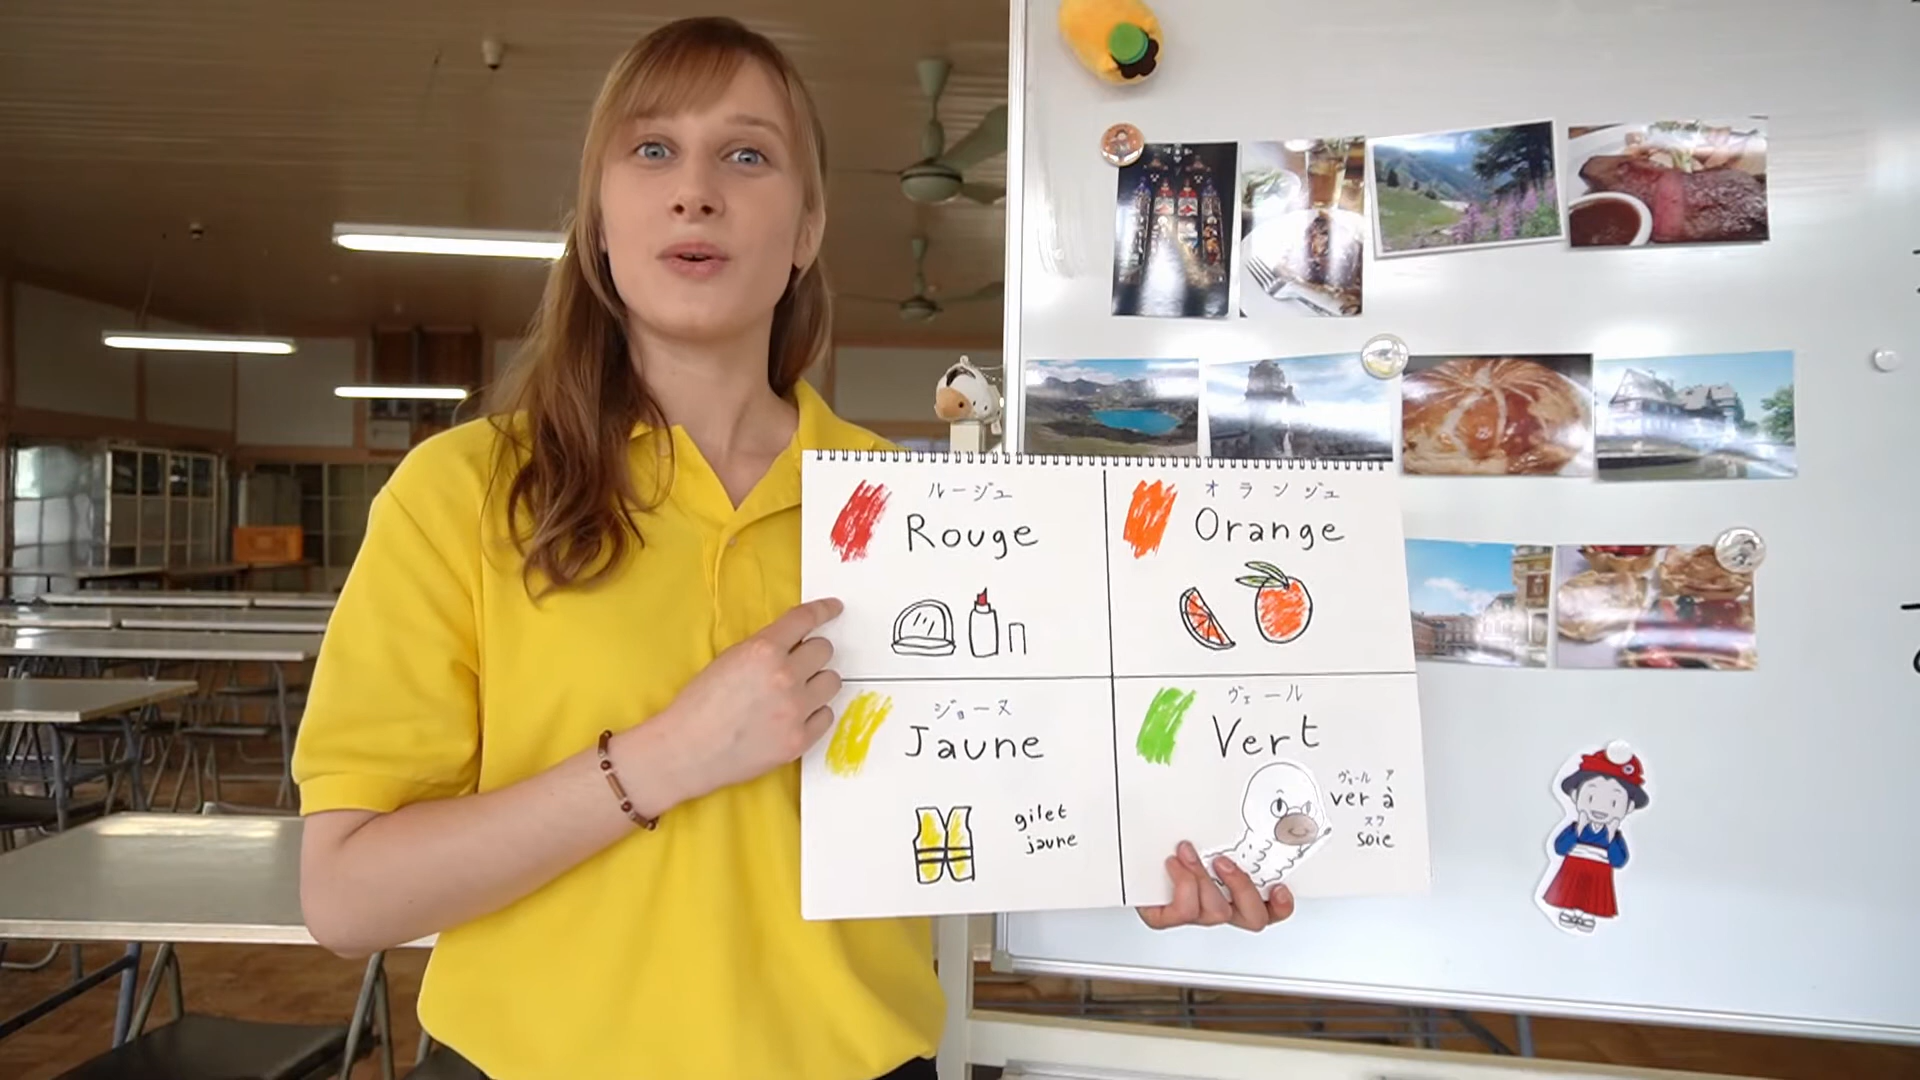 ルージュ
Rouge
オランジュ
Orange
ジョーヌ
Jaune
gilet
jaune
ヴェール
Vert
ヴェール ア
ver à
スワ
soie